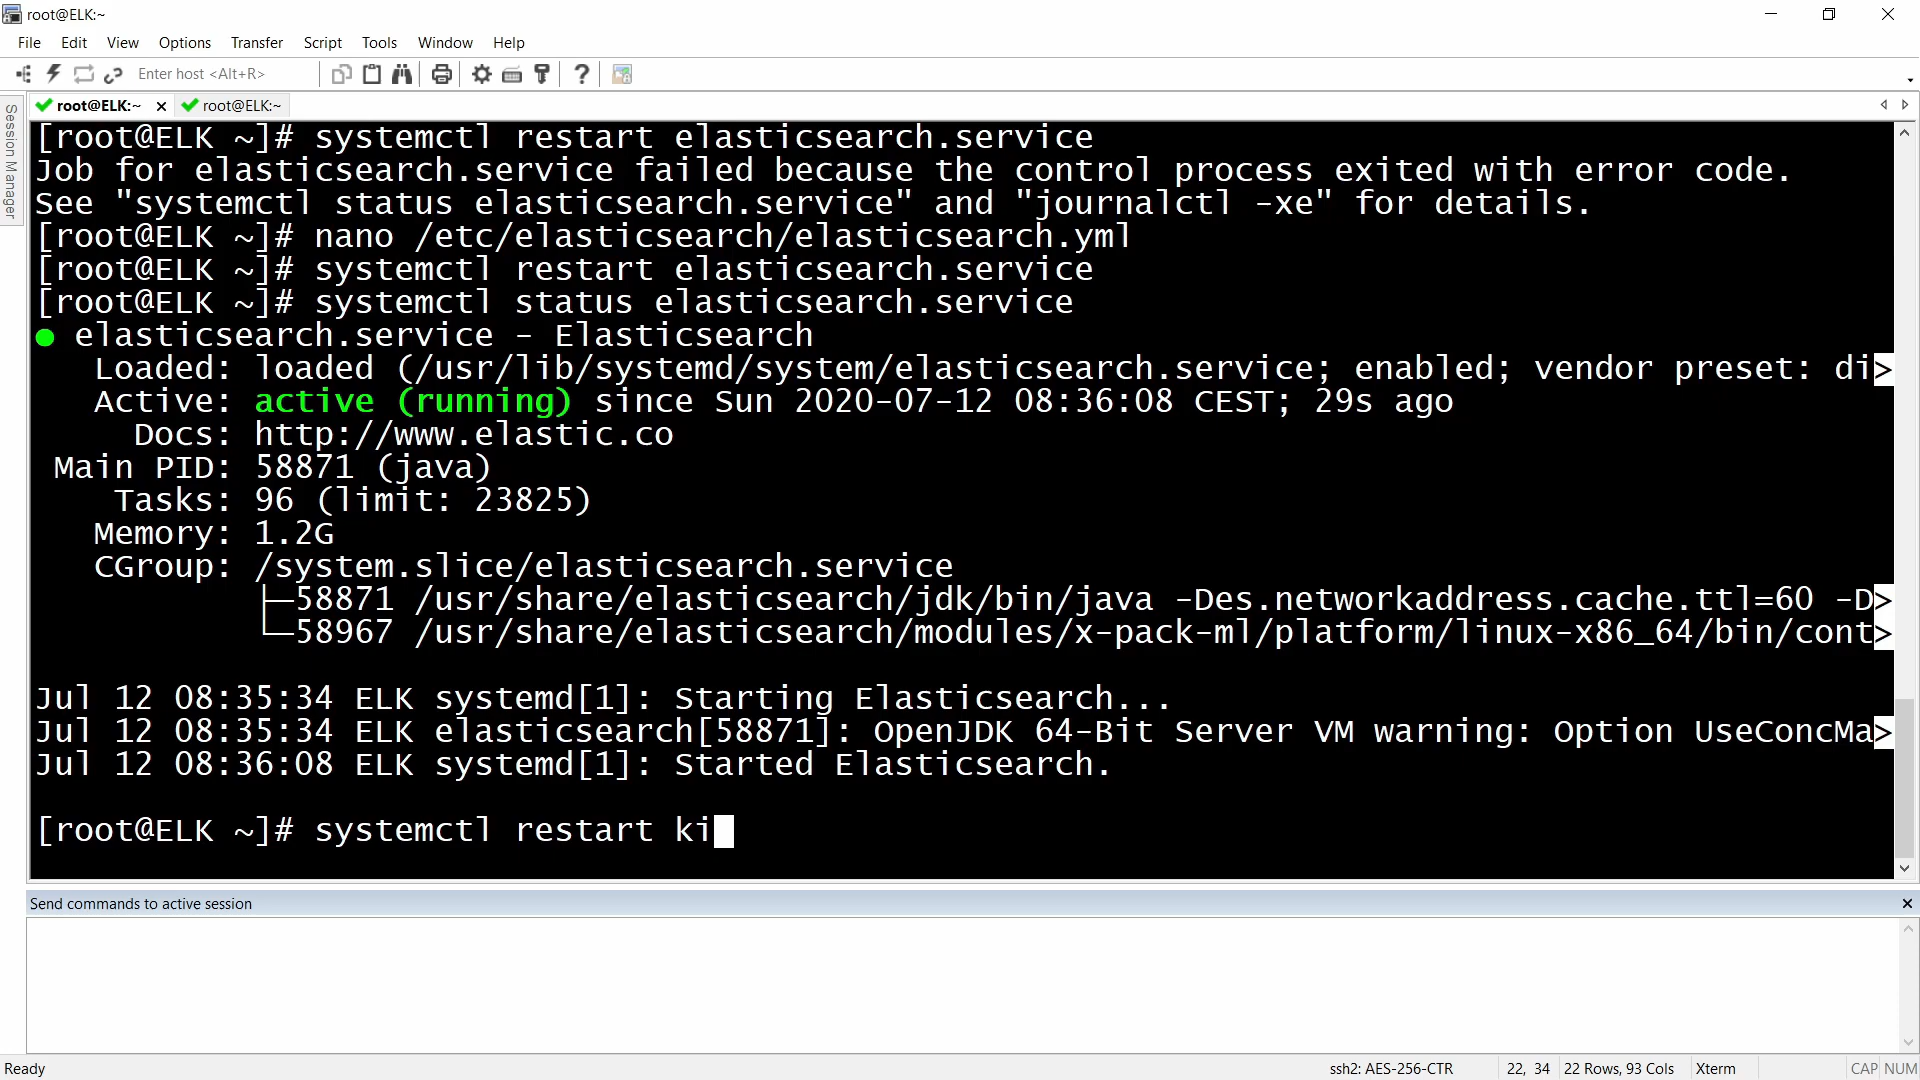 root@ELK:~
File Edit View Options Transfer Script Tools Window Help
Enter host <Alt+R>
Session Manager
root@ELK:~ root@ELK:~
[root@ELK ~]# systemctl restart elasticsearch.service
Job for elasticsearch.service failed because the control process exited with error code.
See "systemctl status elasticsearch.service" and "journalctl -xe" for details.
[root@ELK ~]# nano /etc/elasticsearch/elasticsearch.yml
[root@ELK ~]# systemctl restart elasticsearch.service
[root@ELK ~]# systemctl status elasticsearch.service
● elasticsearch.service - Elasticsearch
Loaded: loaded (/usr/lib/systemd/system/elasticsearch.service; enabled; vendor preset: di>
Active: active (running) since Sun 2020-07-12 08:36:08 CEST; 29s ago
Docs: http://www.elastic.co
Main PID: 58871 (java)
Tasks: 96 (limit: 23825)
Memory: 1.2G
CGroup: /system.slice/elasticsearch.service
├─58871 /usr/share/elasticsearch/jdk/bin/java -Des.networkaddress.cache.ttl=60 -D>
└─58967 /usr/share/elasticsearch/modules/x-pack-ml/platform/linux-x86_64/bin/cont>
Jul 12 08:35:34 ELK systemd[1]: Starting Elasticsearch...
Jul 12 08:35:34 ELK elasticsearch[58871]: OpenJDK 64-Bit Server VM warning: Option UseConcMa>
Jul 12 08:36:08 ELK systemd[1]: Started Elasticsearch.
[root@ELK ~]# systemctl restart ki
Send commands to active session
Ready ssh2: AES-256-CTR 22, 34 22 Rows, 93 Cols Xterm CAP NUM